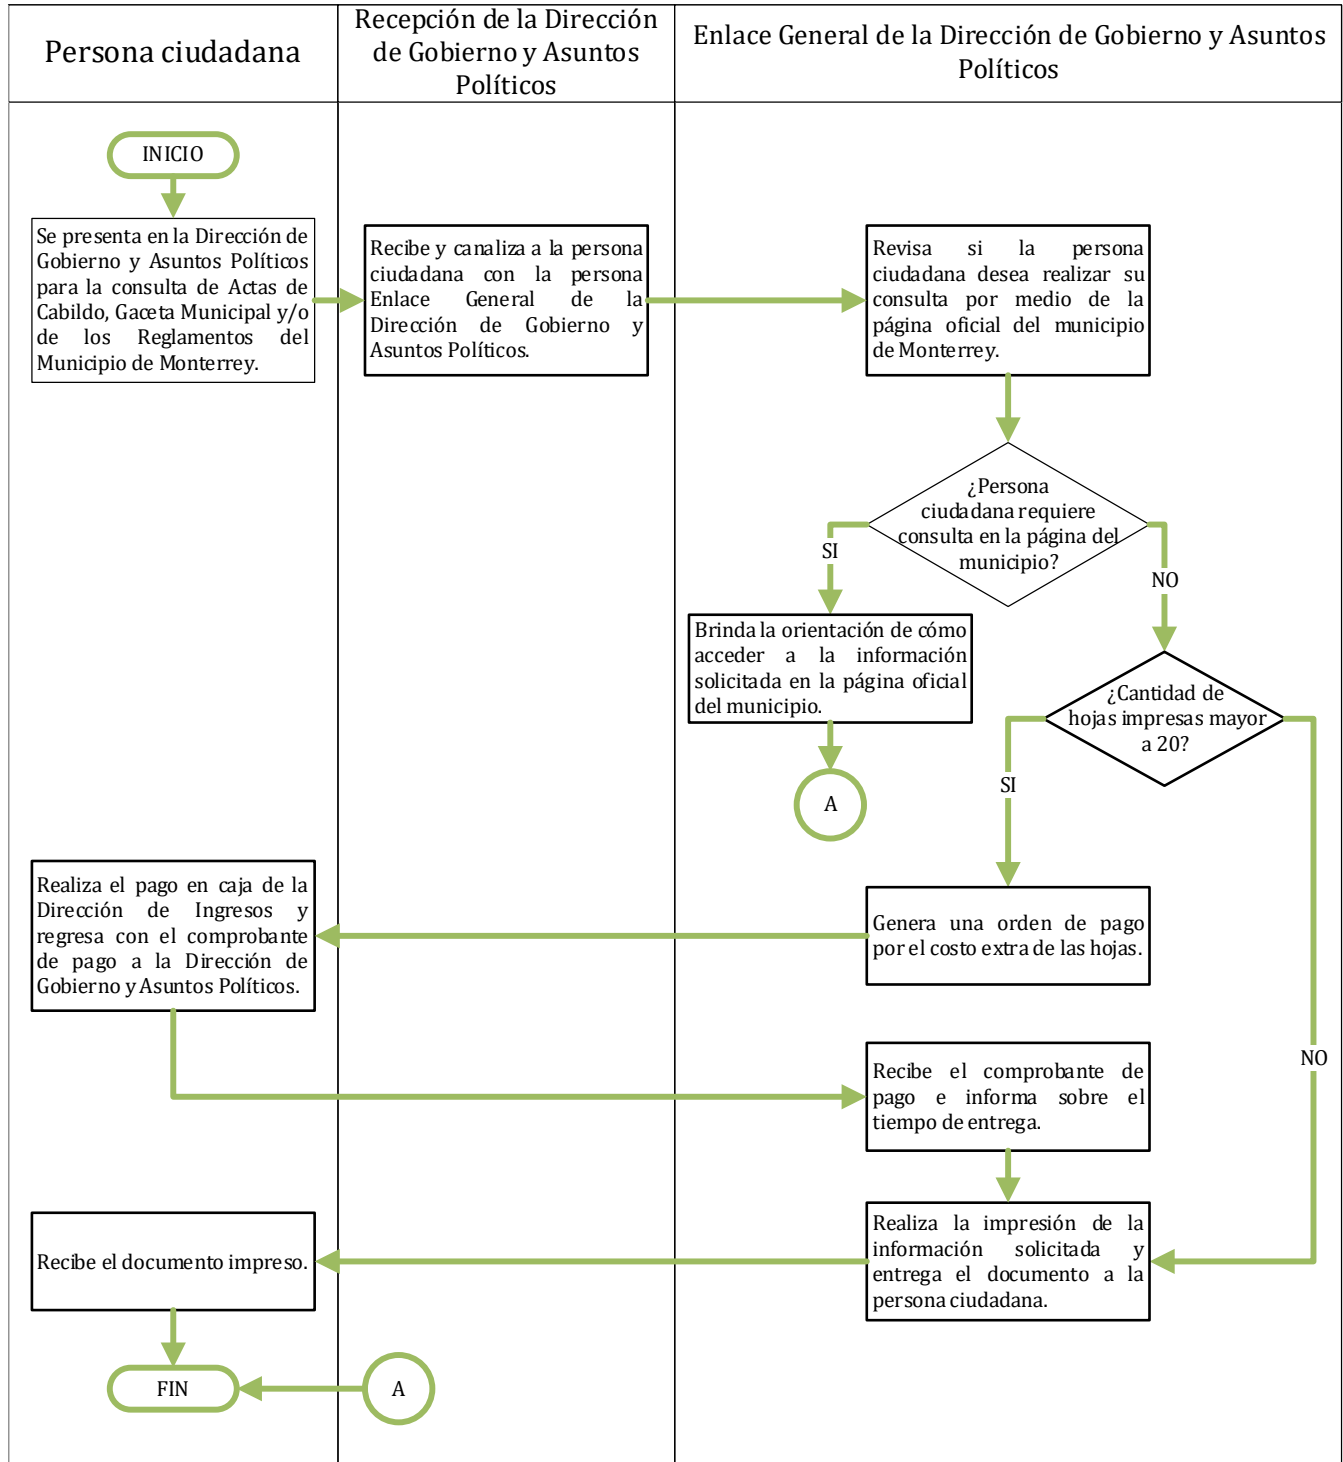 Persona ciudadana
Recepción de la Dirección
de Gobierno y Asuntos
Políticos
Enlace General de la Dirección de Gobierno y Asuntos
Políticos
INICIO
Se presenta en la Dirección de
Gobierno y Asuntos Políticos
para la consulta de Actas de
Cabildo, Gaceta Municipal y/o
de los Reglamentos del
Municipio de Monterrey.
Recibe y canaliza a la persona
ciudadana con la persona
Enlace General de la
Dirección de Gobierno y
Asuntos Políticos.
Revisa si la persona
ciudadana desea realizar su
consulta por medio de la
página oficial del municipio
de Monterrey.
¿Persona
ciudadana requiere
consulta en la página del
municipio?
SI
NO
Brinda la orientación de cómo
acceder a la información
solicitada en la página oficial
del municipio.
¿Cantidad de
hojas impresas mayor
a 20?
A
SI
NO
Genera una orden de pago
por el costo extra de las hojas.
Realiza el pago en caja de la
Dirección de Ingresos y
regresa con el comprobante
de pago a la Dirección de
Gobierno y Asuntos Políticos.
Recibe el comprobante de
pago e informa sobre el
tiempo de entrega.
Realiza la impresión de la
información solicitada y
entrega el documento a la
persona ciudadana.
Recibe el documento impreso.
FIN
A